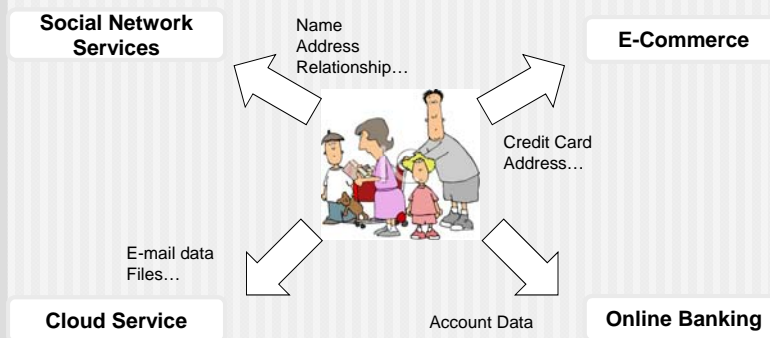 Social Network
Services
Name
Address
Relationship…
E-Commerce
Credit Card
Address…
E-mail data
Files…
Cloud Service
Account Data
Online Banking